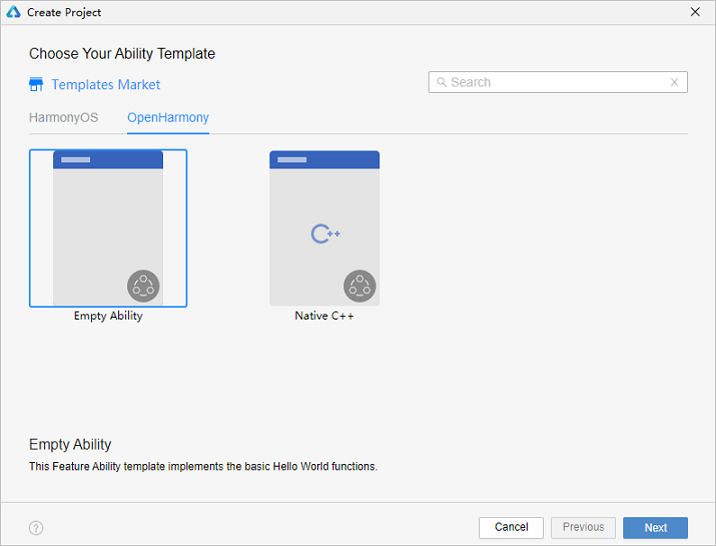 Create Project
Choose Your Ability Template
Templates Market
Search
HarmonyOS OpenHarmony
C++
Empty Ability Native C++
Empty Ability
This Feature Ability template implements the basic Hello World functions.
? Cancel Previous Next